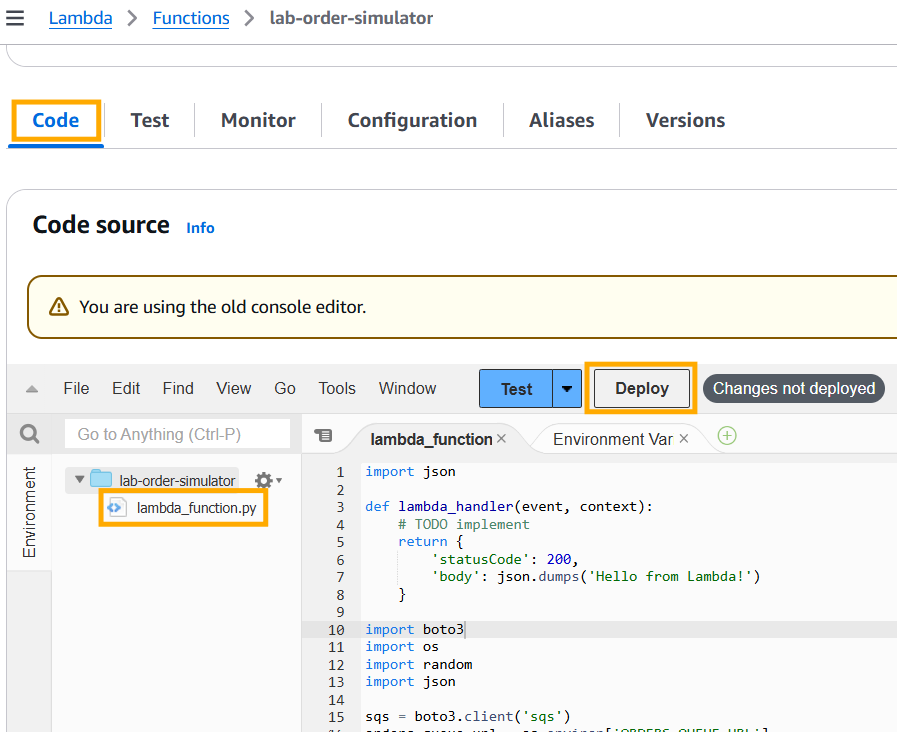 Lambda > Functions > lab-order-simulator
Code Test Monitor Configuration Aliases Versions
Code source Info
You are using the old console editor.
File Edit Find View Go Tools Window Test Deploy Changes not deployed
Go to Anything (Ctrl-P) lambda_function × Environment Var ×
Environment
lab-order-simulator
lambda_function.py
1 import json
2
3 def lambda_handler(event, context):
4 # TODO implement
5 return {
6 'statusCode': 200,
7 'body': json.dumps('Hello from Lambda!')
8 }
9
10 import boto3
11 import os
12 import random
13 import json
14
15 sqs = boto3.client('sqs')